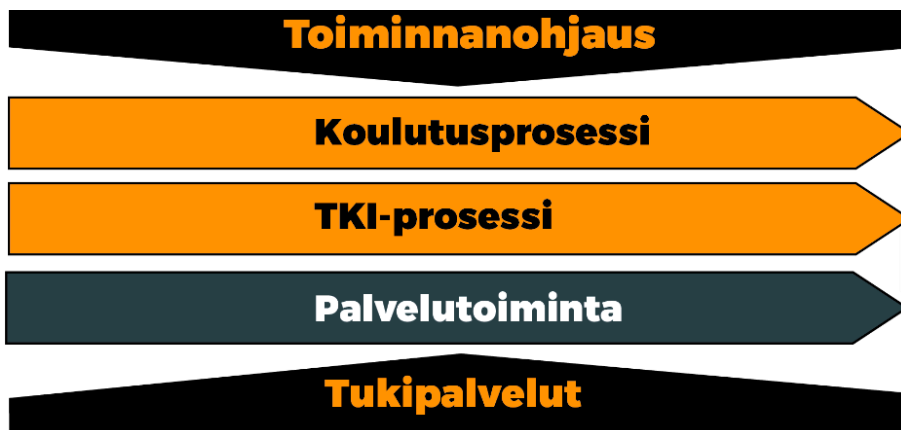 Toiminnanohjaus
Koulutusprosessi
TKI-prosessi
Palvelutoiminta
Tukipalvelut